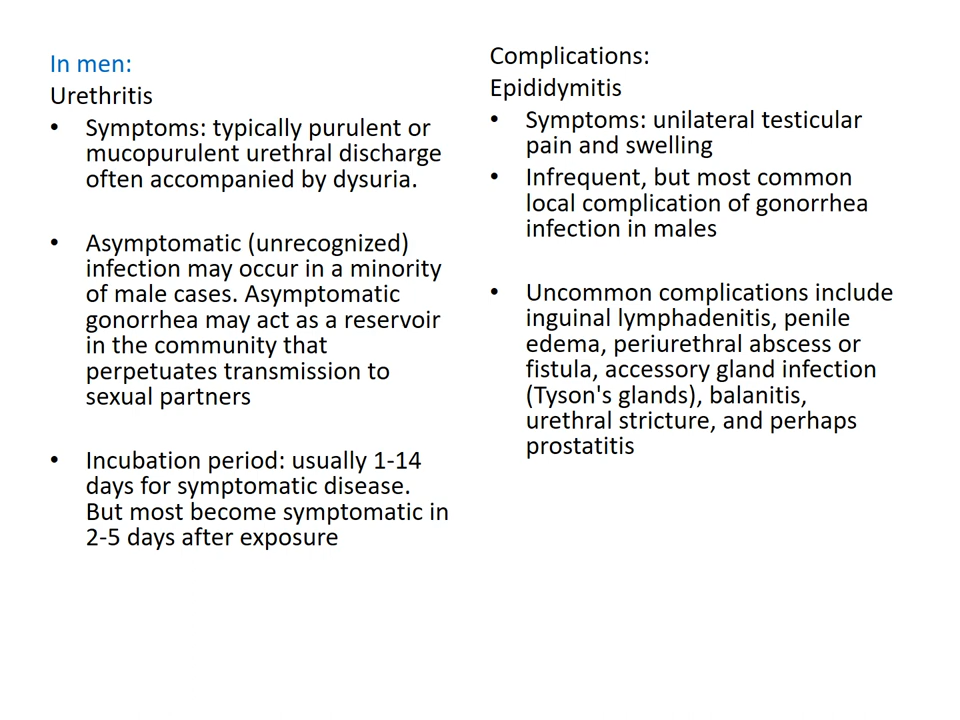 In men:
Urethritis
• Symptoms: typically purulent or
mucopurulent urethral discharge
often accompanied by dysuria.
• Asymptomatic (unrecognized)
infection may occur in a minority
of male cases. Asymptomatic
gonorrhea may act as a reservoir
in the community that
perpetuates transmission to
sexual partners
• Incubation period: usually 1-14
days for symptomatic disease.
But most become symptomatic in
2-5 days after exposure
Complications:
Epididymitis
• Symptoms: unilateral testicular
pain and swelling
• Infrequent, but most common
local complication of gonorrhea
infection in males
• Uncommon complications include
inguinal lymphadenitis, penile
edema, periurethral abscess or
fistula, accessory gland infection
(Tyson's glands), balanitis,
urethral stricture, and perhaps
prostatitis